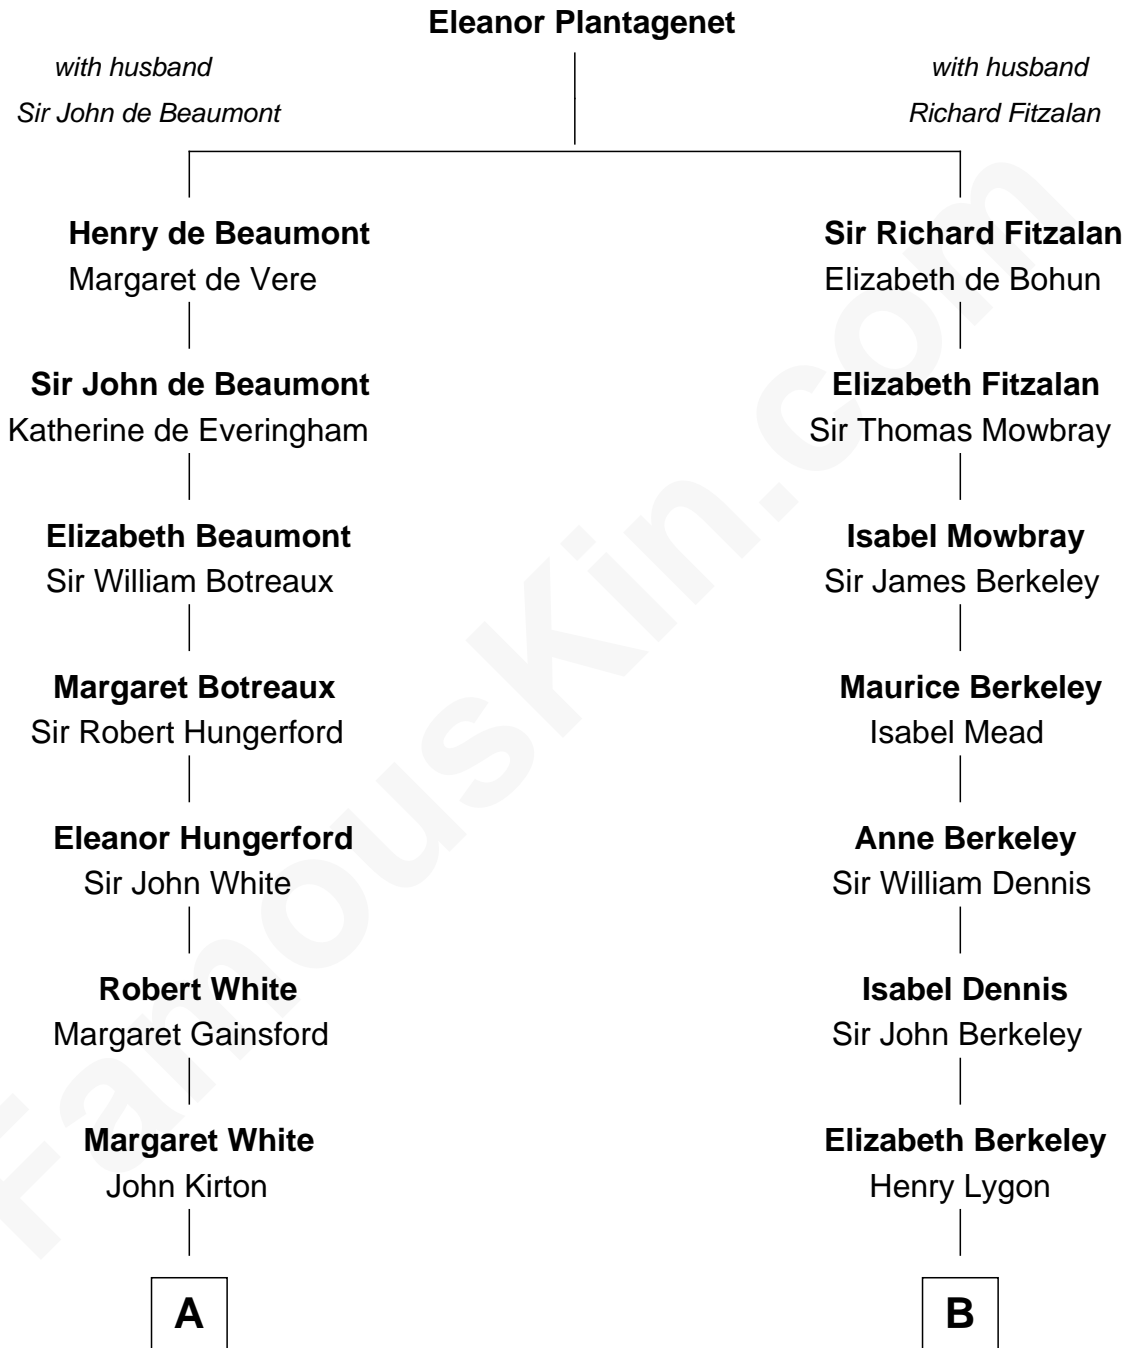 Eleanor Plantagenet
with husband
Sir John de Beaumont
with husband
Richard Fitzalan
Henry de Beaumont
Margaret de Vere
Sir Richard Fitzalan
Elizabeth de Bohun
Sir John de Beaumont
Katherine de Everingham
Elizabeth Fitzalan
Sir Thomas Mowbray
Elizabeth Beaumont
Sir William Botreaux
Isabel Mowbray
Sir James Berkeley
Margaret Botreaux
Sir Robert Hungerford
Maurice Berkeley
Isabel Mead
Eleanor Hungerford
Sir John White
Anne Berkeley
Sir William Dennis
Robert White
Margaret Gainsford
Isabel Dennis
Sir John Berkeley
Margaret White
John Kirton
Elizabeth Berkeley
Henry Lygon
A
B
FamousKin.com